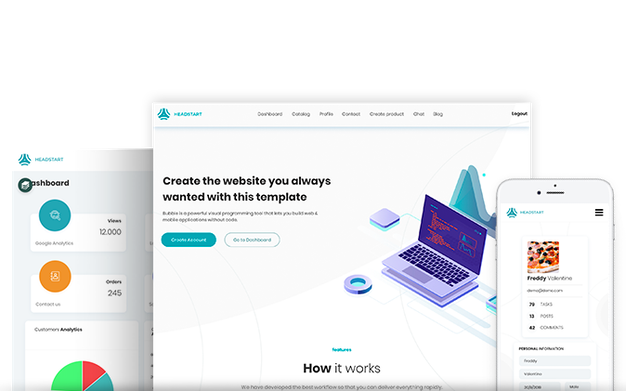 HEADSTART
Dashboard Catalog Profile Contact Create product Chat Blog
Logout
Create the website you always
wanted with this template
Bubble is a powerful visual programming tool that lets you build web &
mobile applications without code.
Create Account
Go to Dashboard
features
How it works
We have developed the best workflow so that you can deliver everything rapidly.
HEADSTART
ashboard
Views
12.000
Google Analytics
Orders
245
Contact us
Customers Analytics
HEADSTART
Freddy Valentine
demo@demo.com
79 TASKS
13 POSTS
42 COMMENTS
PERSONAL INFORMATION
Freddy
Valentine
Male